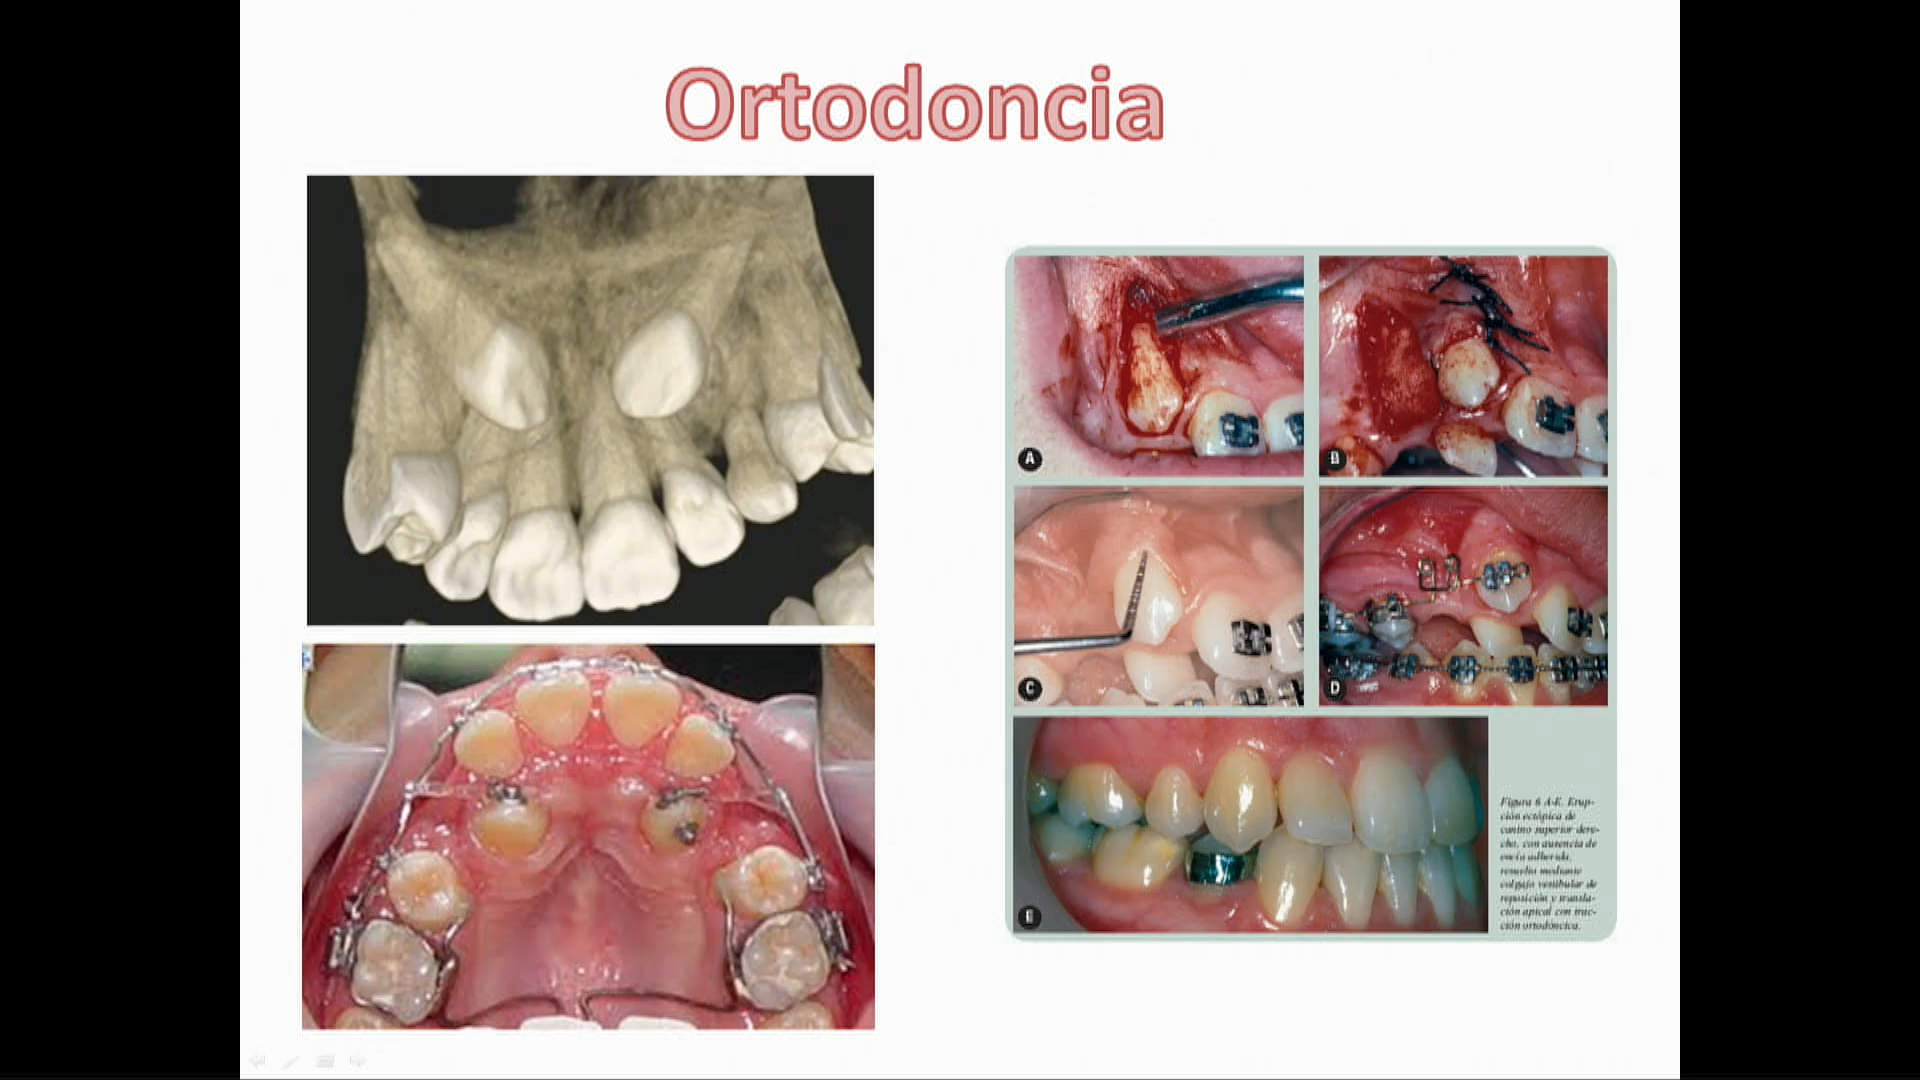 Ortodoncia
A
B
C
D
E
Figura 6 A-E. Erup-
ción ectópica de
canino superior dere-
cho, con ausencia de
encía adherida,
resuelto mediante
colgajo vestibular de
reposición y transla-
ción apical con trac-
ción ortodóncica.